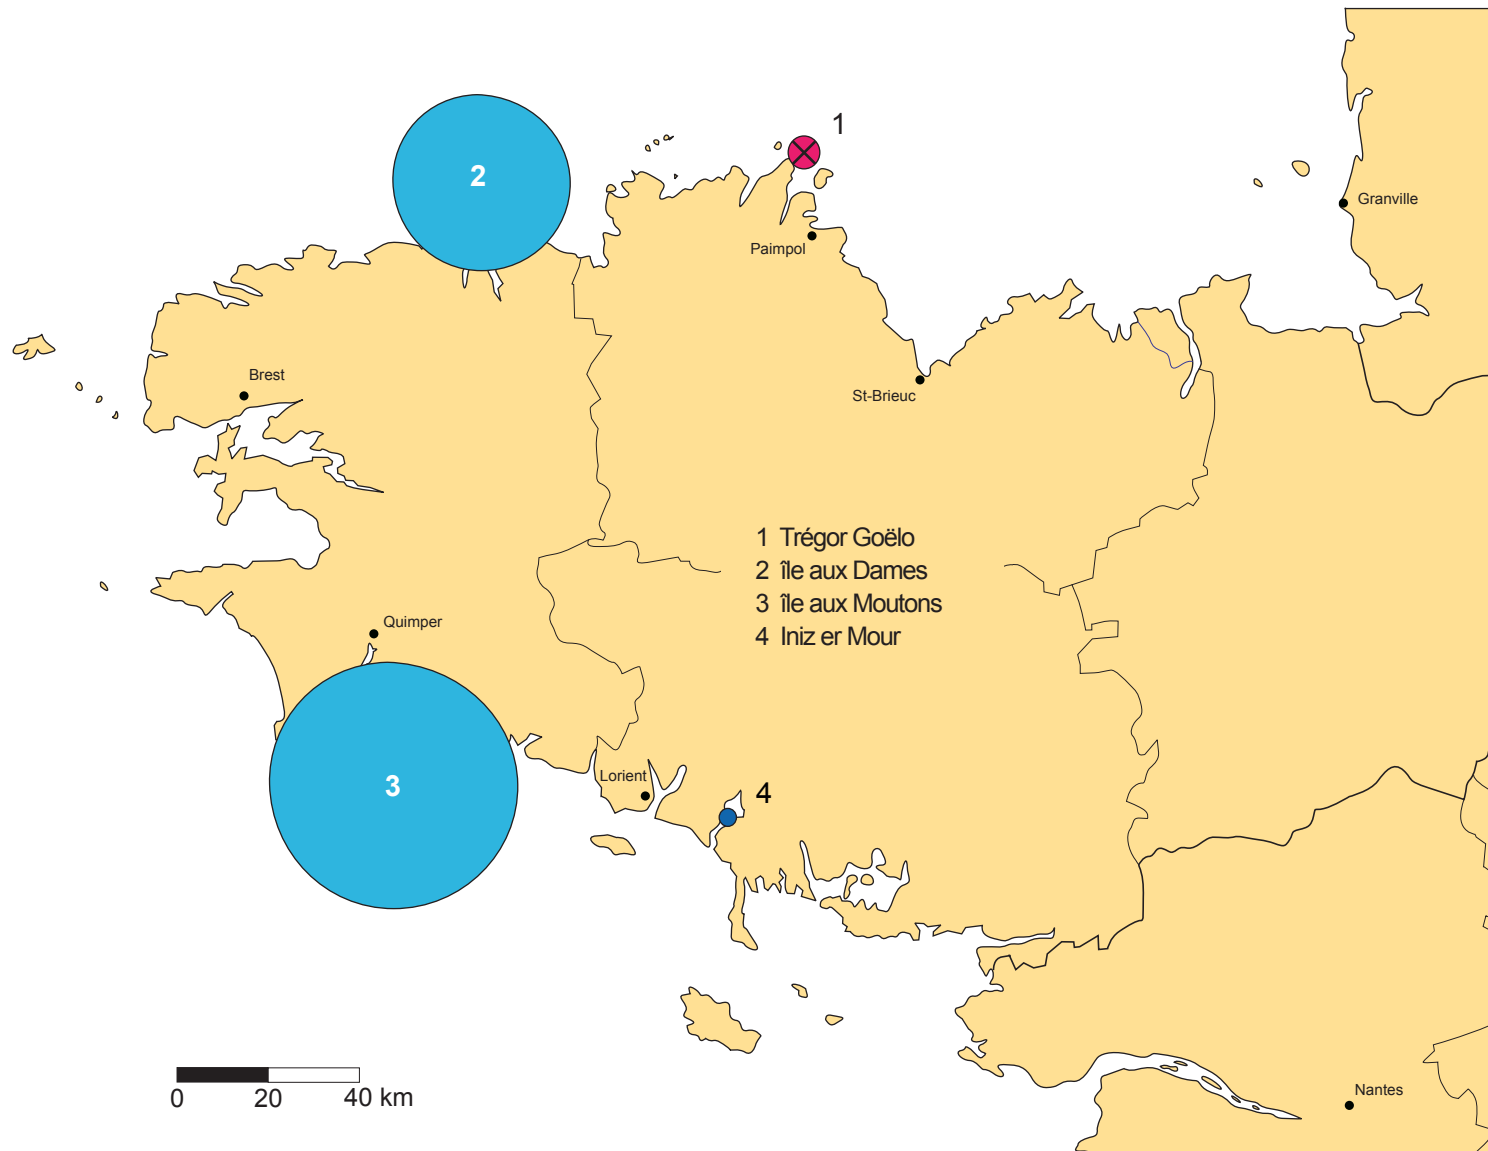 1
2
Granville
Paimpol
Brest
St-Brieuc
1 Trégor Goëlo
2 île aux Dames
3 île aux Moutons
4 Iniz er Mour
Quimper
3
Lorient
4
0 20 40 km
Nantes